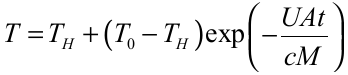 T = T_H + (T_0 − T_H) exp(−UAt/cM)